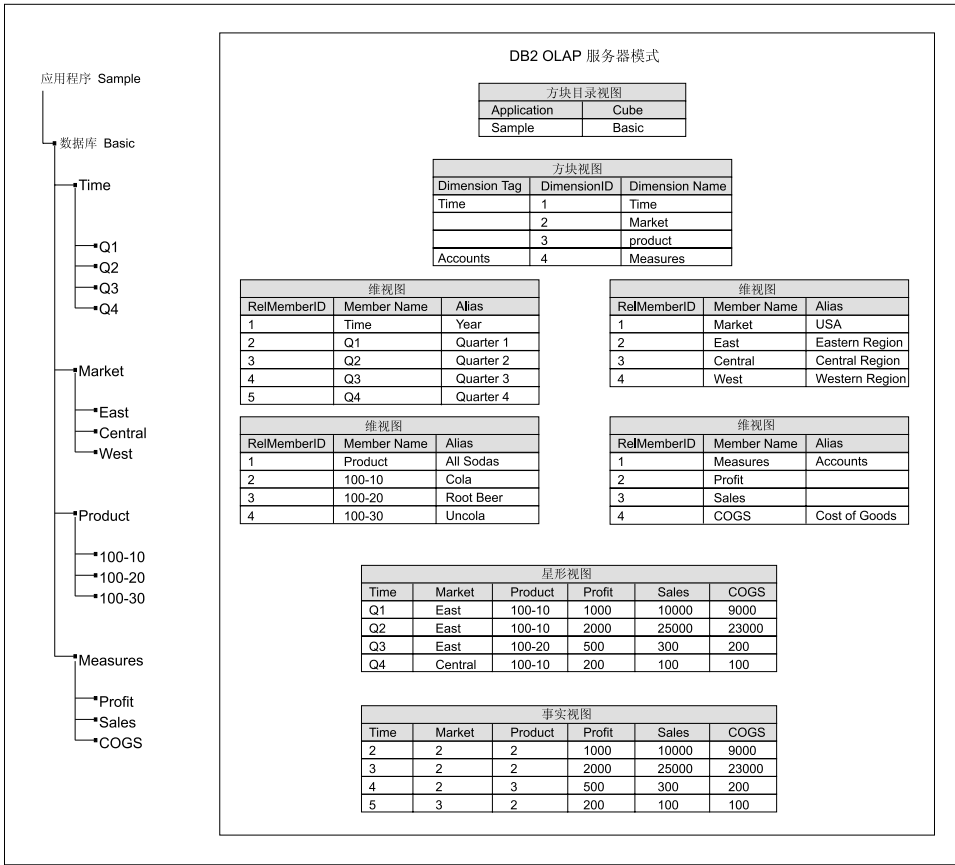 应用程序 Sample
数据库 Basic
Time
Q1
Q2
Q3
Q4
Market
East
Central
West
Product
100-10
100-20
100-30
Measures
Profit
Sales
COGS
DB2 OLAP 服务器模式
方块目录视图
Application Cube
Sample Basic
方块视图
Dimension Tag DimensionID Dimension Name
Time 1 Time
2 Market
3 product
Accounts 4 Measures
维视图
RelMemberID Member Name Alias
1 Time Year
2 Q1 Quarter 1
3 Q2 Quarter 2
4 Q3 Quarter 3
5 Q4 Quarter 4
维视图
RelMemberID Member Name Alias
1 Market USA
2 East Eastern Region
3 Central Central Region
4 West Western Region
维视图
RelMemberID Member Name Alias
1 Product All Sodas
2 100-10 Cola
3 100-20 Root Beer
4 100-30 Uncola
维视图
RelMemberID Member Name Alias
1 Measures Accounts
2 Profit
3 Sales
4 COGS Cost of Goods
星形视图
Time Market Product Profit Sales COGS
Q1 East 100-10 1000 10000 9000
Q2 East 100-10 2000 25000 23000
Q3 East 100-20 500 300 200
Q4 Central 100-10 200 100 100
事实视图
Time Market Product Profit Sales COGS
2 2 2 1000 10000 9000
3 2 2 2000 25000 23000
4 2 3 500 300 200
5 3 2 200 100 100